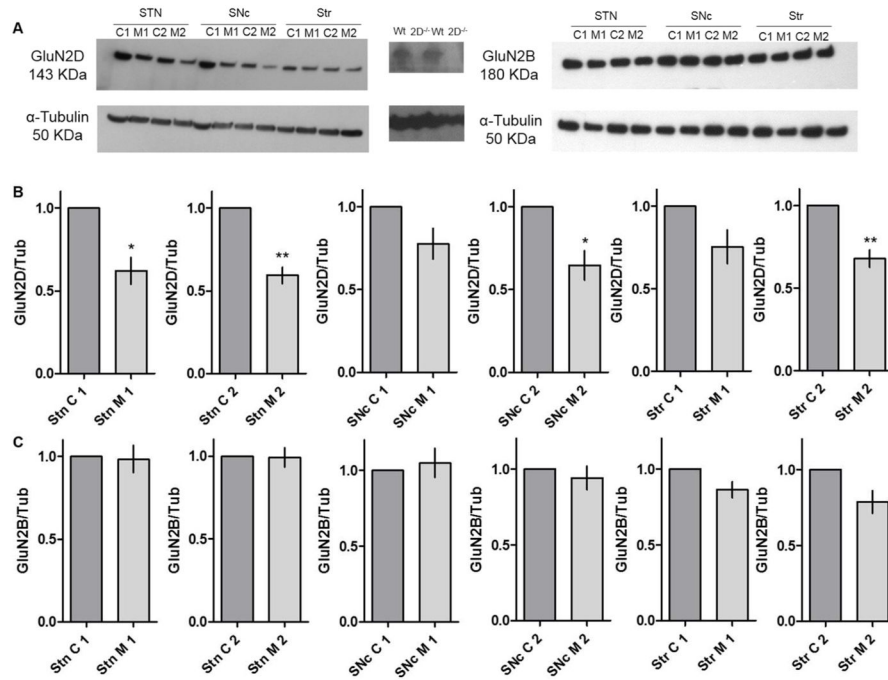 A
STN SNc Str
C1 M1 C2 M2 C1 M1 C2 M2 C1 M1 C2 M2
GluN2D
143 KDa
α-Tubulin
50 KDa
Wt 2D-/- Wt 2D-/-
STN SNc Str
C1 M1 C2 M2 C1 M1 C2 M2 C1 M1 C2 M2
GluN2B
180 KDa
α-Tubulin
50 KDa
B
GluN2D/Tub
1.0
0.5
0.0
*
Stn C 1 Stn M 1
GluN2D/Tub
1.0
0.5
0.0
**
Stn C 2 Stn M 2
GluN2D/Tub
1.0
0.5
0.0
SNc C 1 SNc M 1
GluN2D/Tub
1.0
0.5
0.0
*
SNc C 2 SNc M 2
GluN2D/Tub
1.0
0.5
0.0
Str C 1 Str M 1
GluN2D/Tub
1.0
0.5
0.0
**
Str C 2 Str M 2
C
GluN2B/Tub
1.0
0.5
0.0
Stn C 1 Stn M 1
GluN2B/Tub
1.0
0.5
0.0
Stn C 2 Stn M 2
GluN2B/Tub
1.0
0.5
0.0
SNc C 1 SNc M 1
GluN2B/Tub
1.0
0.5
0.0
SNc C 2 SNc M 2
GluN2B/Tub
1.0
0.5
0.0
Str C 1 Str M 1
GluN2B/Tub
1.0
0.5
0.0
Str C 2 Str M 2